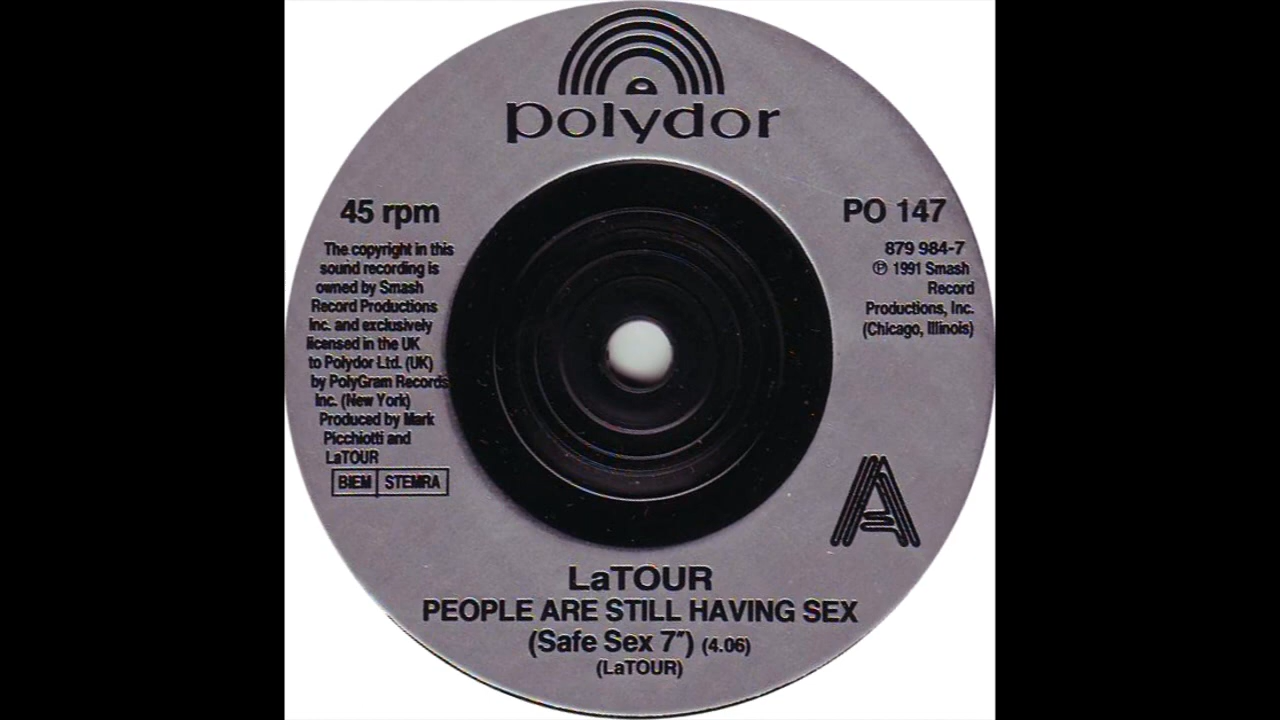 polydor
45 rpm
PO 147
The copyright in this
sound recording is
owned by Smash
Record Productions
Inc. and exclusively
licensed in the UK
to Polydor Ltd. (UK)
by PolyGram Records
Inc. (New York)
Produced by Mark
Picchiotti and
LaTOUR
BIEM STEMRA
879 984-7
℗ 1991 Smash
Record
Productions, Inc.
(Chicago, Illinois)
A
LaTOUR
PEOPLE ARE STILL HAVING SEX
(Safe Sex 7") (4.06)
(LaTOUR)